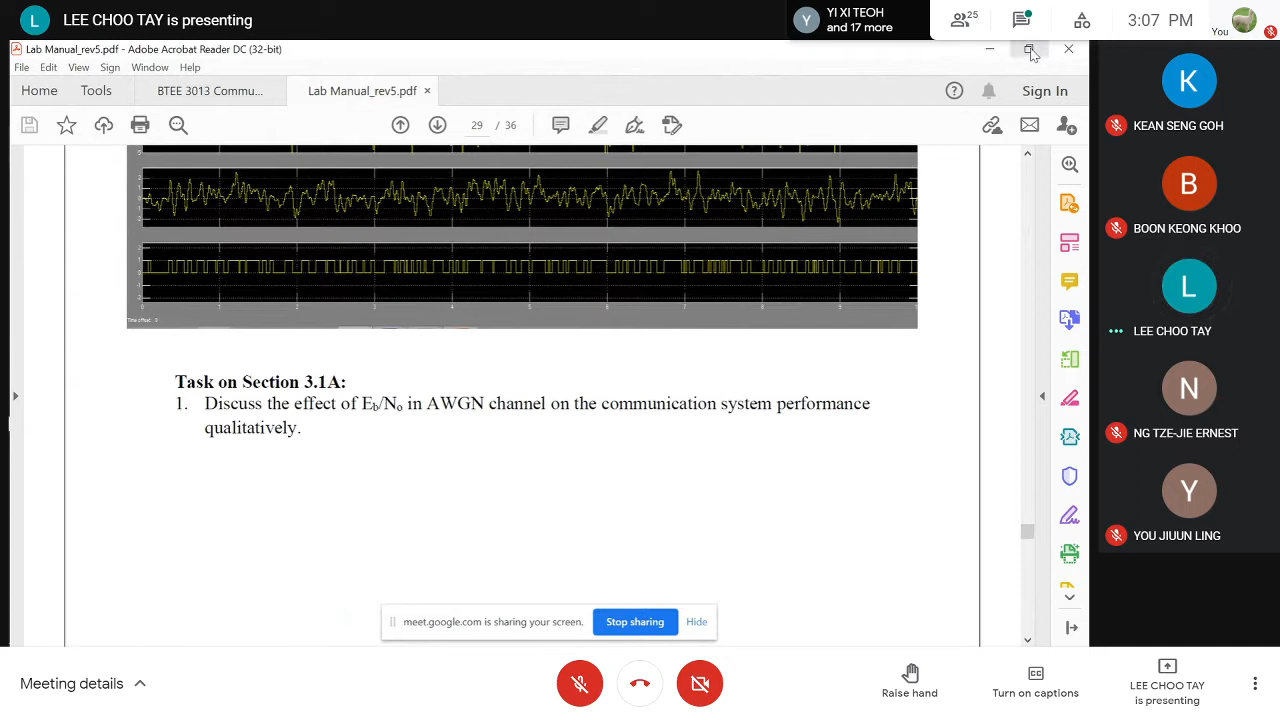 L LEE CHOO TAY is presenting
Y YI XI TEOH
and 17 more
25
3:07 PM
You
Lab Manual_rev5.pdf - Adobe Acrobat Reader DC (32-bit)
File Edit View Sign Window Help
Home Tools BTEE 3013 Commu... Lab Manual_rev5.pdf × Sign In
29 / 36
Time offset: 0
Task on Section 3.1A:
1. Discuss the effect of Eb/No in AWGN channel on the communication system performance
qualitatively.
meet.google.com is sharing your screen. Stop sharing Hide
K
KEAN SENG GOH
B
BOON KEONG KHOO
L
LEE CHOO TAY
N
NG TZE-JIE ERNEST
Y
YOU JIUUN LING
Meeting details
Raise hand
CC
Turn on captions
LEE CHOO TAY
is presenting